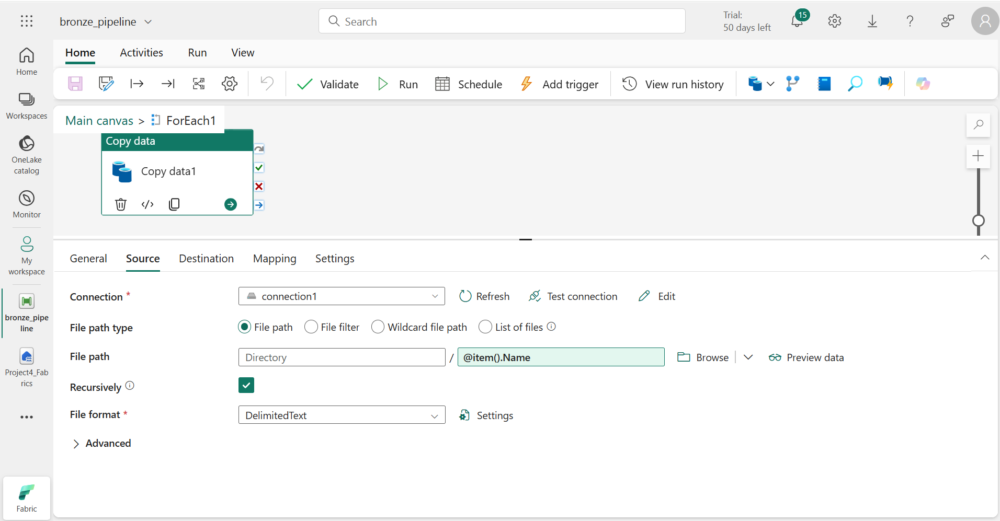 bronze_pipeline
Search
Trial:
50 days left
15
Home
Activities
Run
View
Validate
Run
Schedule
Add trigger
View run history
Home
Workspaces
OneLake
catalog
Monitor
My
workspace
bronze_pipe
line
Project4_Fab
rics
Fabric
Main canvas > ForEach1
Copy data
Copy data1
General
Source
Destination
Mapping
Settings
Connection *
connection1
Refresh
Test connection
Edit
File path type
File path
File filter
Wildcard file path
List of files
File path
Directory
/
@item().Name
Browse
Preview data
Recursively
File format *
DelimitedText
Settings
Advanced